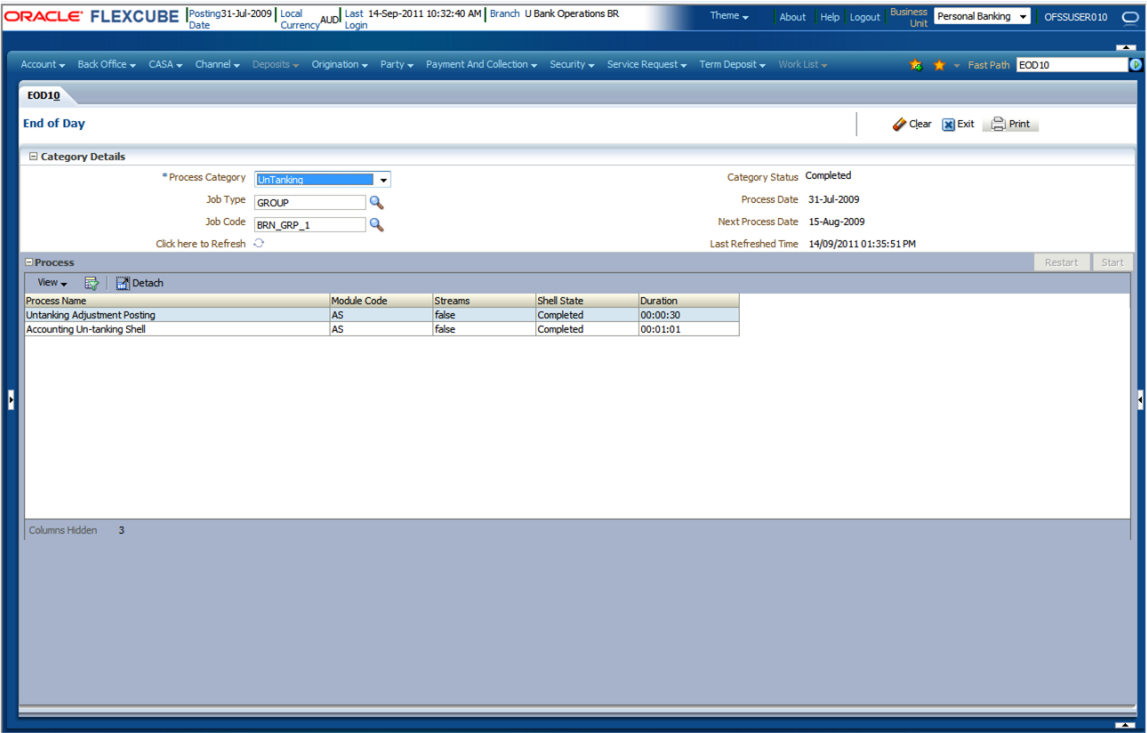 ORACLE FLEXCUBE Posting Date 31-Jul-2009 Local Currency AUD Last Login 14-Sep-2011 10:32:40 AM Branch U Bank Operations BR Theme About Help Logout Business Unit Personal Banking OFSSUSER010
Account Back Office CASA Channel Deposits Origination Party Payment And Collection Security Service Request Term Deposit Work List Fast Path EOD10
EOD10
End of Day Clear Exit Print
Category Details
* Process Category UnTanking Category Status Completed
Job Type GROUP Process Date 31-Jul-2009
Job Code BRN_GRP_1 Next Process Date 15-Aug-2009
Click here to Refresh Last Refreshed Time 14/09/2011 01:35:51 PM
Process Restart Start
View Detach
Process Name Module Code Streams Shell State Duration
Untanking Adjustment Posting AS false Completed 00:00:30
Accounting Un-tanking Shell AS false Completed 00:01:01
Columns Hidden 3